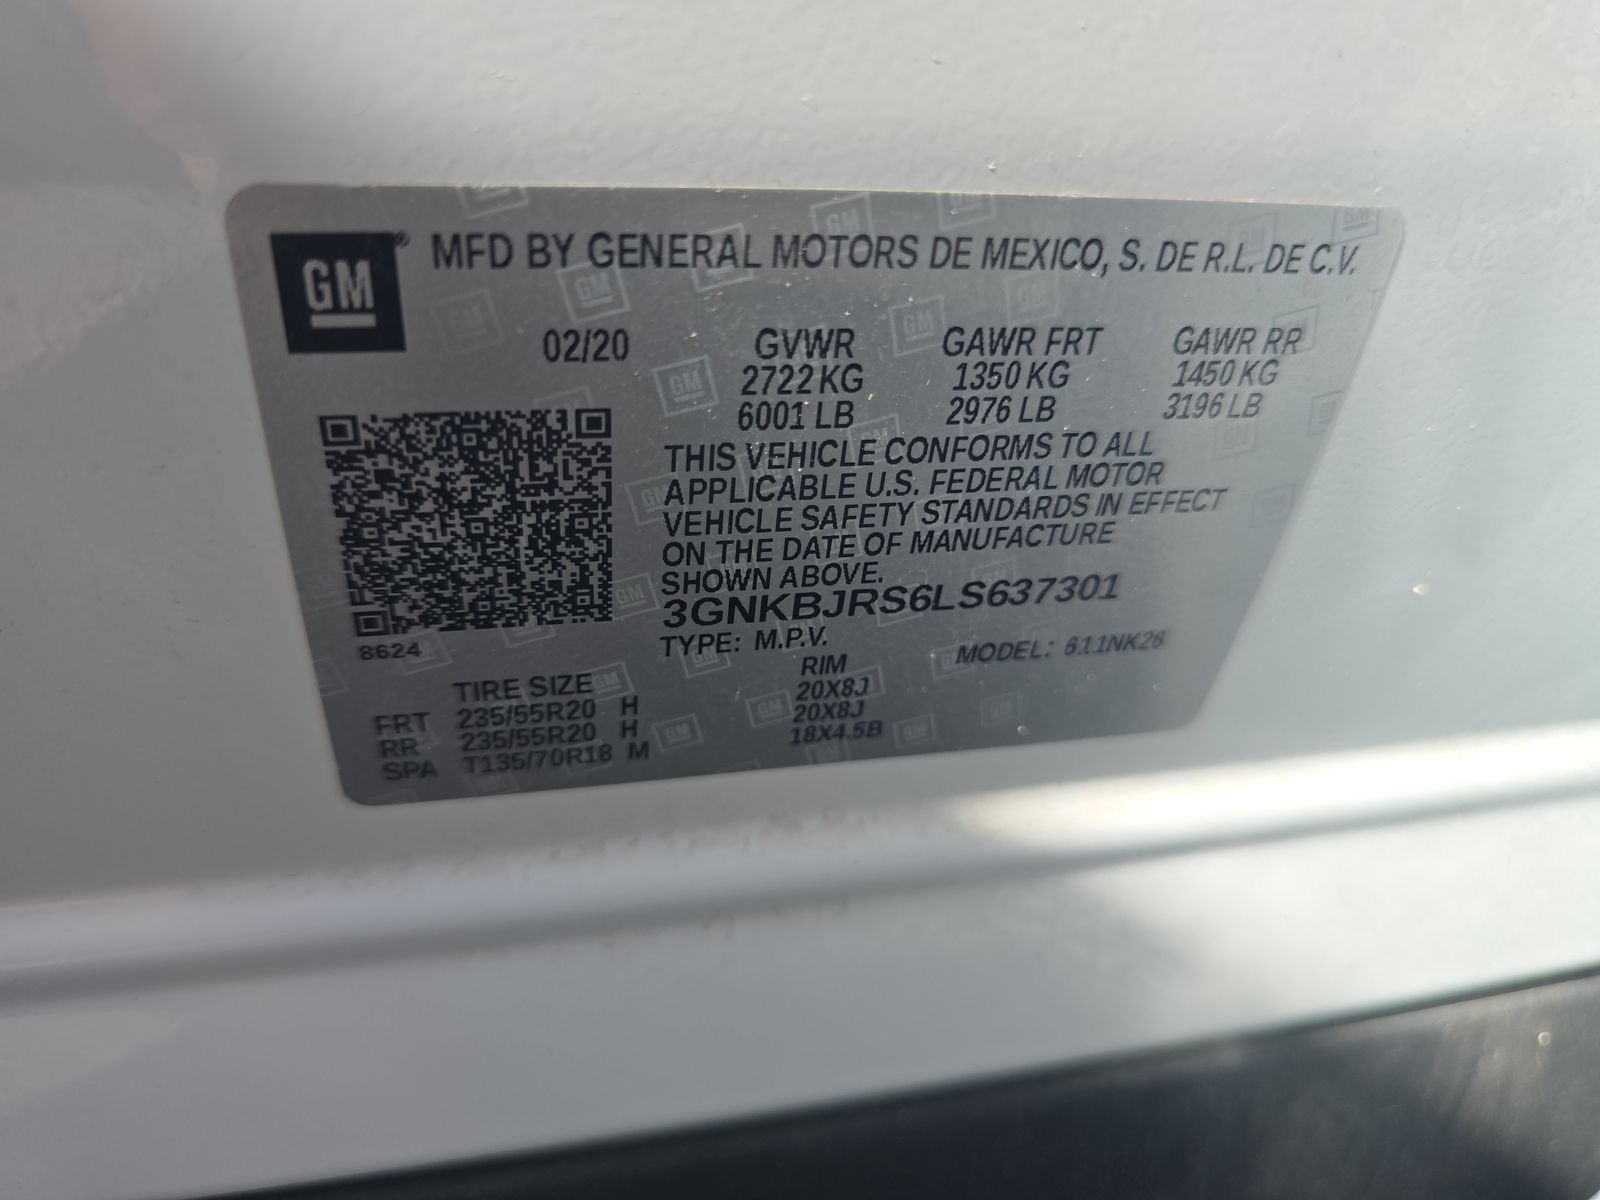 GM® MFD BY GENERAL MOTORS DE MEXICO, S. DE R.L. DE C.V.
02/20 GVWR GAWR FRT GAWR RR
2722 KG 1350 KG 1450 KG
6001 LB 2976 LB 3196 LB
THIS VEHICLE CONFORMS TO ALL
APPLICABLE U.S. FEDERAL MOTOR
VEHICLE SAFETY STANDARDS IN EFFECT
ON THE DATE OF MANUFACTURE
SHOWN ABOVE.
3GNKBJRS6LS637301
8624
TYPE: M.P.V. MODEL: 611NK26
TIRE SIZE RIM
FRT 235/55R20 H 20X8J
RR 235/55R20 H 20X8J
SPA T135/70R18 M 18X4.5B